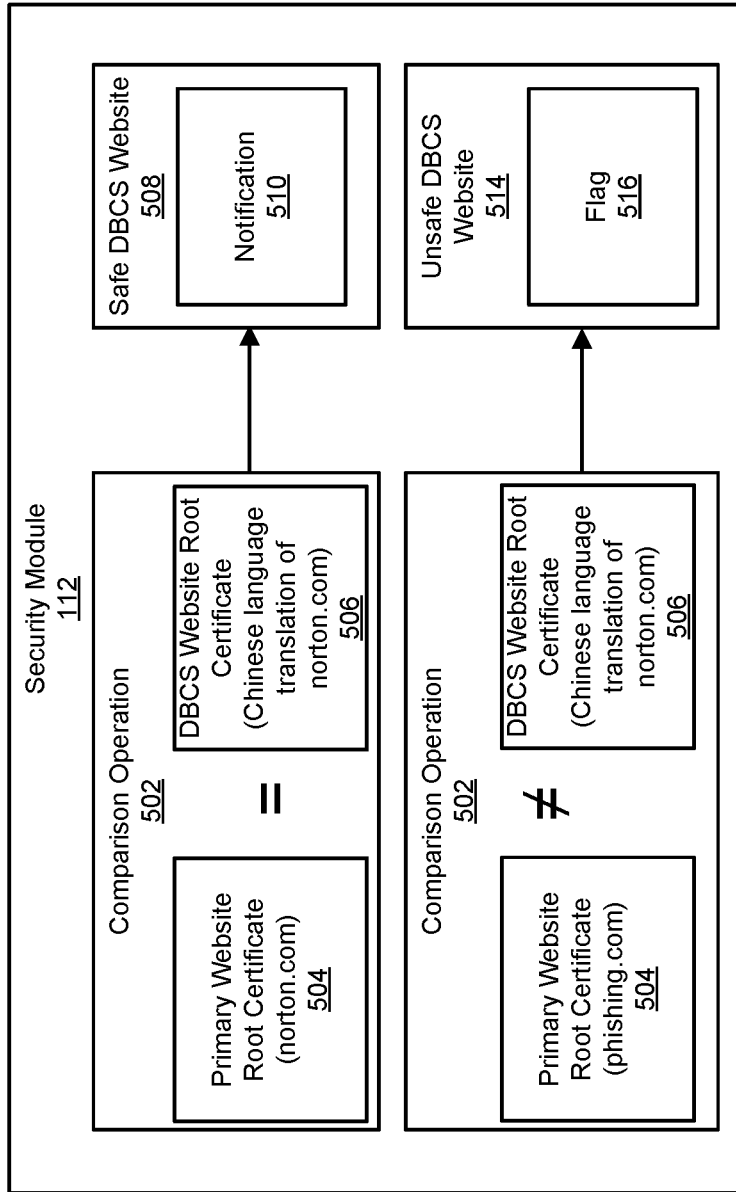 Security Module
112
Comparison Operation
502
Primary Website
Root Certificate
(norton.com)
504
=
DBCS Website Root
Certificate
(Chinese language
translation of
norton.com)
506
Safe DBCS Website
508
Notification
510
Comparison Operation
502
Primary Website
Root Certificate
(phishing.com)
504
≠
DBCS Website Root
Certificate
(Chinese language
translation of
norton.com)
506
Unsafe DBCS
Website
514
Flag
516